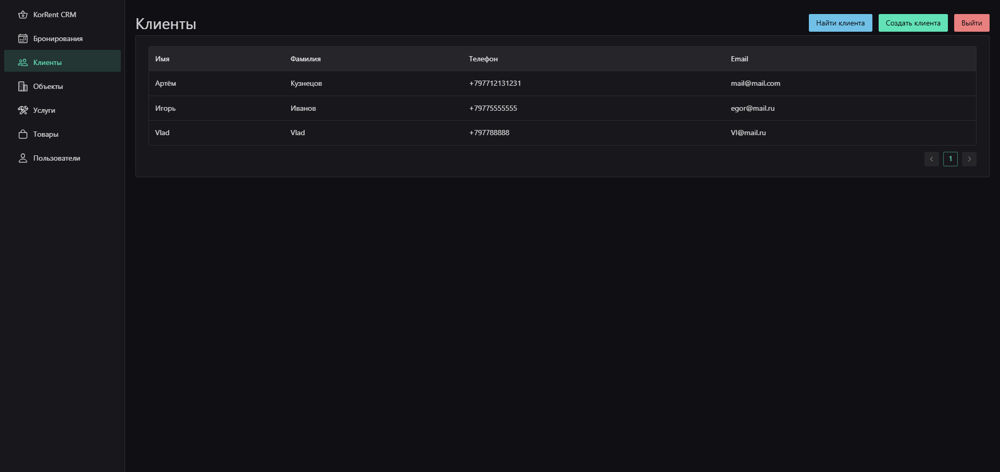 KorRent CRM
Бронирования
Клиенты
Объекты
Услуги
Товары
Пользователи
Клиенты
Найти клиента Создать клиента Выйти
Имя Фамилия Телефон Email
Артём Кузнецов +797712131231 mail@mail.com
Игорь Иванов +79775555555 egor@mail.ru
Vlad Vlad +797788888 Vl@mail.ru
1